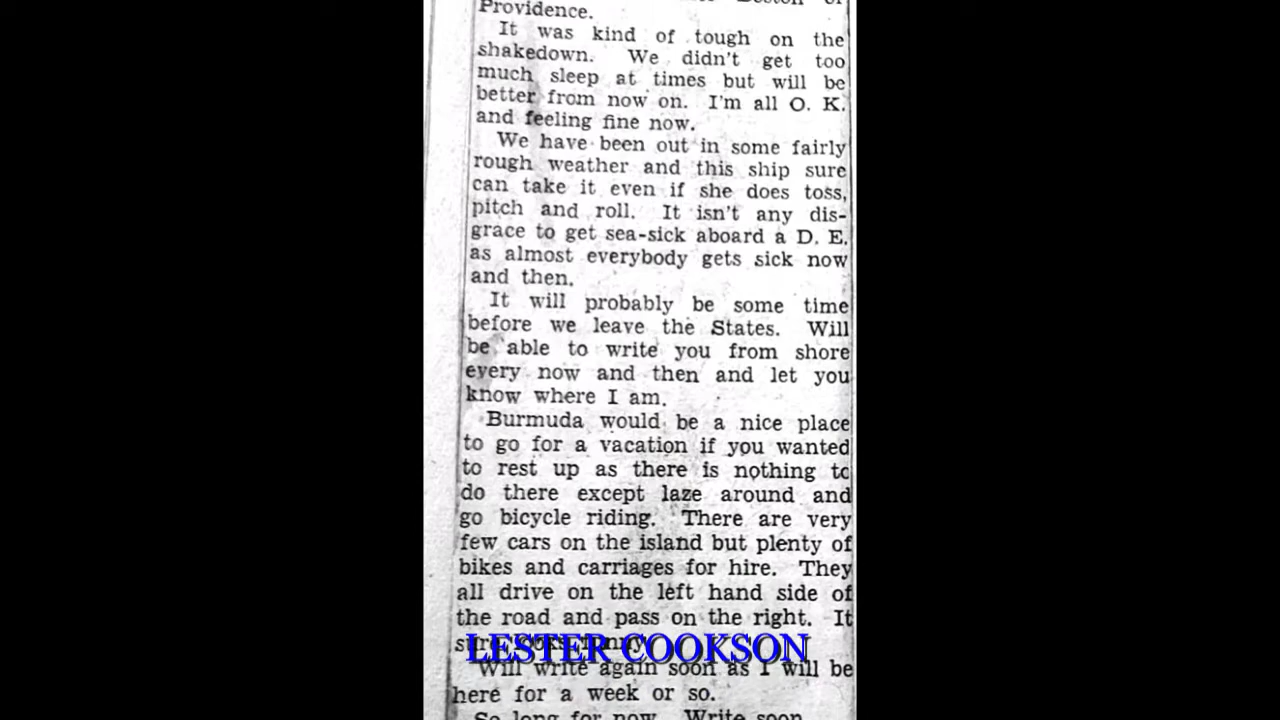 Providence.
It was kind of tough on the
shakedown. We didn't get too
much sleep at times but will be
better from now on. I'm all O. K.
and feeling fine now.
We have been out in some fairly
rough weather and this ship sure
can take it even if she does toss,
pitch and roll. It isn't any dis-
grace to get sea-sick aboard a D. E.
as almost everybody gets sick now
and then.
It will probably be some time
before we leave the States. Will
be able to write you from shore
every now and then and let you
know where I am.
Burmuda would be a nice place
to go for a vacation if you wanted
to rest up as there is nothing to
do there except laze around and
go bicycle riding. There are very
few cars on the island but plenty of
bikes and carriages for hire. They
all drive on the left hand side of
the road and pass on the right. It
LESTER COOKSON
Will write again soon as I will be
here for a week or so.
So long for now. Write soon